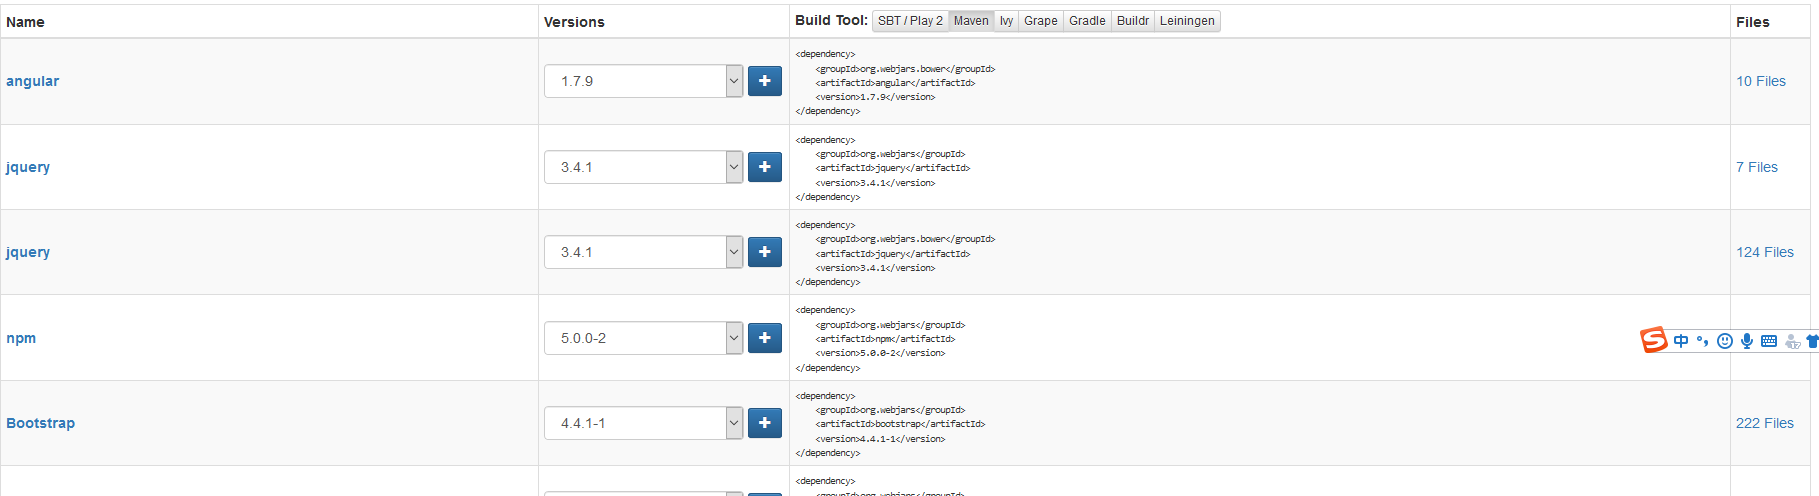 Name Versions Build Tool: SBT / Play 2 Maven Ivy Grape Gradle Buildr Leiningen Files
<dependency>
<groupId>org.webjars.bower</groupId>
angular 1.7.9 <artifactId>angular</artifactId> 10 Files
<version>1.7.9</version>
</dependency>
<dependency>
<groupId>org.webjars</groupId>
jquery 3.4.1 <artifactId>jquery</artifactId> 7 Files
<version>3.4.1</version>
</dependency>
<dependency>
<groupId>org.webjars.bower</groupId>
jquery 3.4.1 <artifactId>jquery</artifactId> 124 Files
<version>3.4.1</version>
</dependency>
<dependency>
<groupId>org.webjars</groupId>
npm 5.0.0-2 <artifactId>npm</artifactId> S 中
<version>5.0.0-2</version>
</dependency>
<dependency>
<groupId>org.webjars</groupId>
Bootstrap 4.4.1-1 <artifactId>bootstrap</artifactId> 222 Files
<version>4.4.1-1</version>
</dependency>
<dependency>